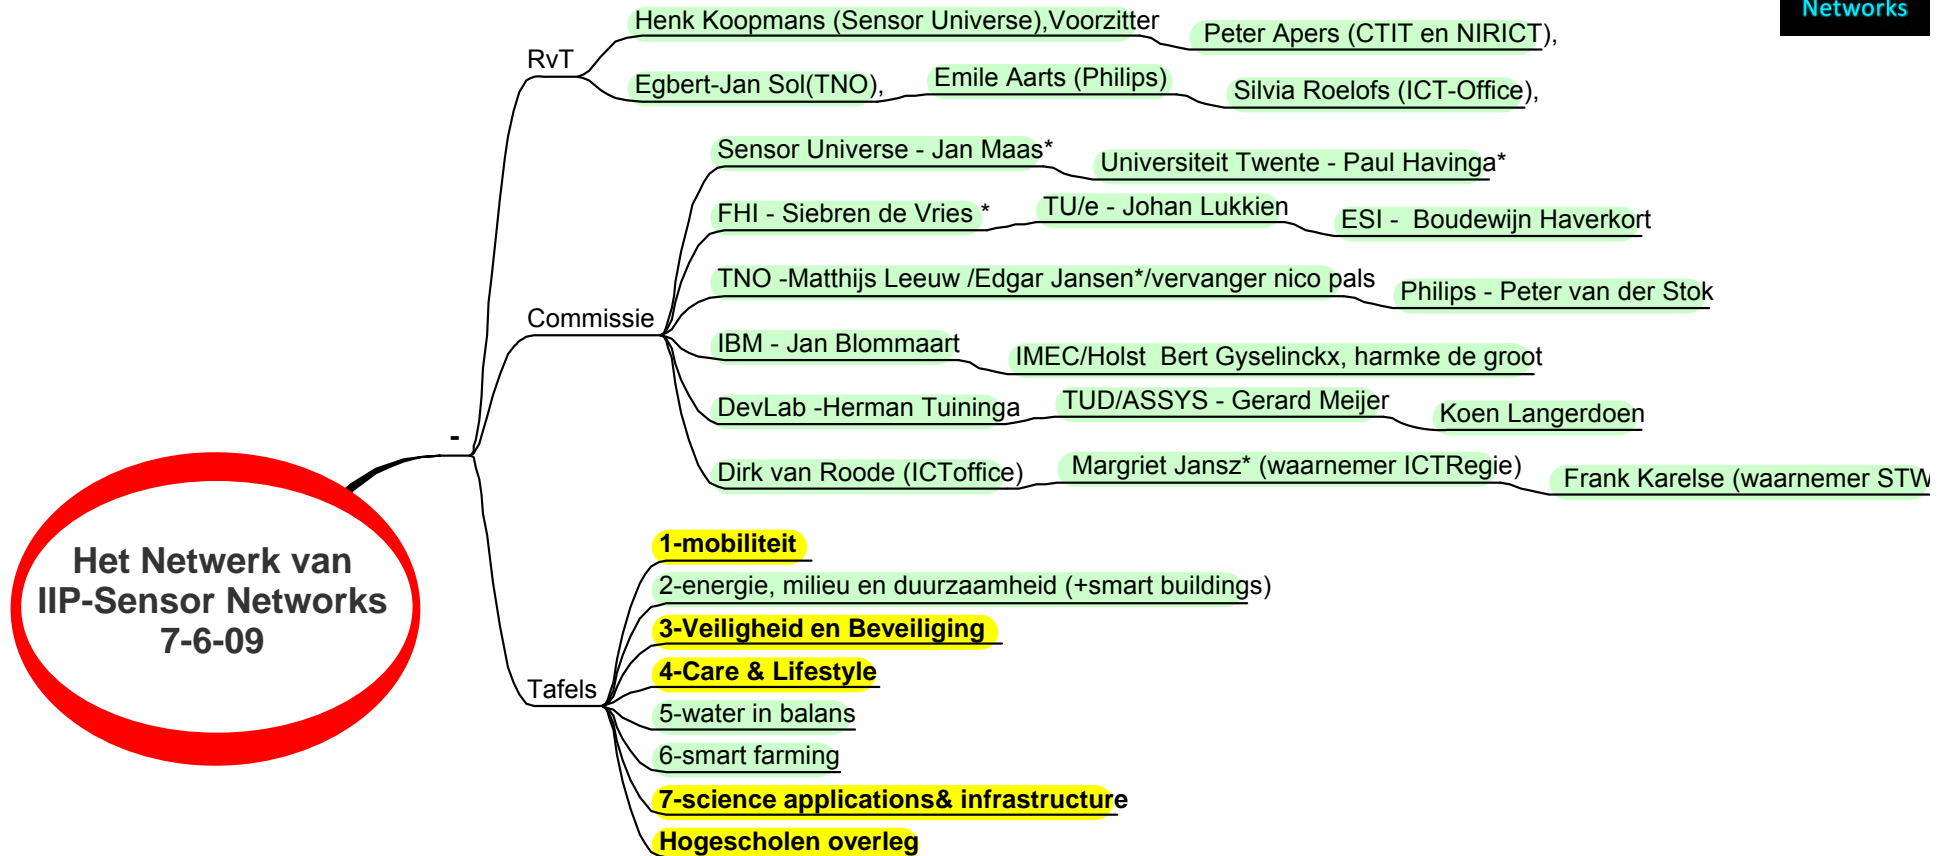 Networks
Henk Koopmans (Sensor Universe),Voorzitter
Peter Apers (CTIT en NIRICT),
RvT
Egbert-Jan Sol(TNO),
Emile Aarts (Philips)
Silvia Roelofs (ICT-Office),
Sensor Universe - Jan Maas*
Universiteit Twente - Paul Havinga*
FHI - Siebren de Vries *
TU/e - Johan Lukkien
ESI -  Boudewijn Haverkort
TNO -Matthijs Leeuw /Edgar Jansen*/vervanger nico pals
Philips - Peter van der Stok
Commissie
IBM - Jan Blommaart
IMEC/Holst  Bert Gyselinckx, harmke de groot
DevLab -Herman Tuininga
TUD/ASSYS - Gerard Meijer
Koen Langerdoen
Dirk van Roode (ICToffice)
Margriet Jansz* (waarnemer ICTRegie)
Frank Karelse (waarnemer STW
-
Het Netwerk van
IIP-Sensor Networks
7-6-09
Tafels
1-mobiliteit
2-energie, milieu en duurzaamheid (+smart buildings)
3-Veiligheid en Beveiliging
4-Care & Lifestyle
5-water in balans
6-smart farming
7-science applications& infrastructure
Hogescholen overleg